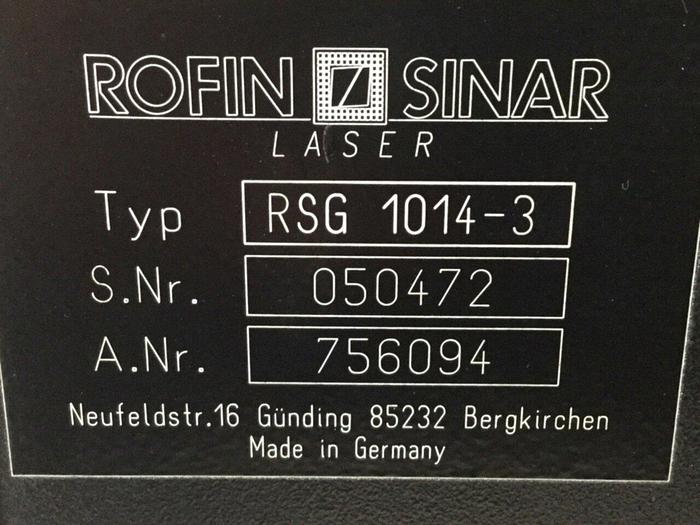 ROFIN SINAR
LASER
Typ RSG 1014-3
S.Nr. 050472
A.Nr. 756094
Neufeldstr.16 Günding 85232 Bergkirchen
Made in Germany